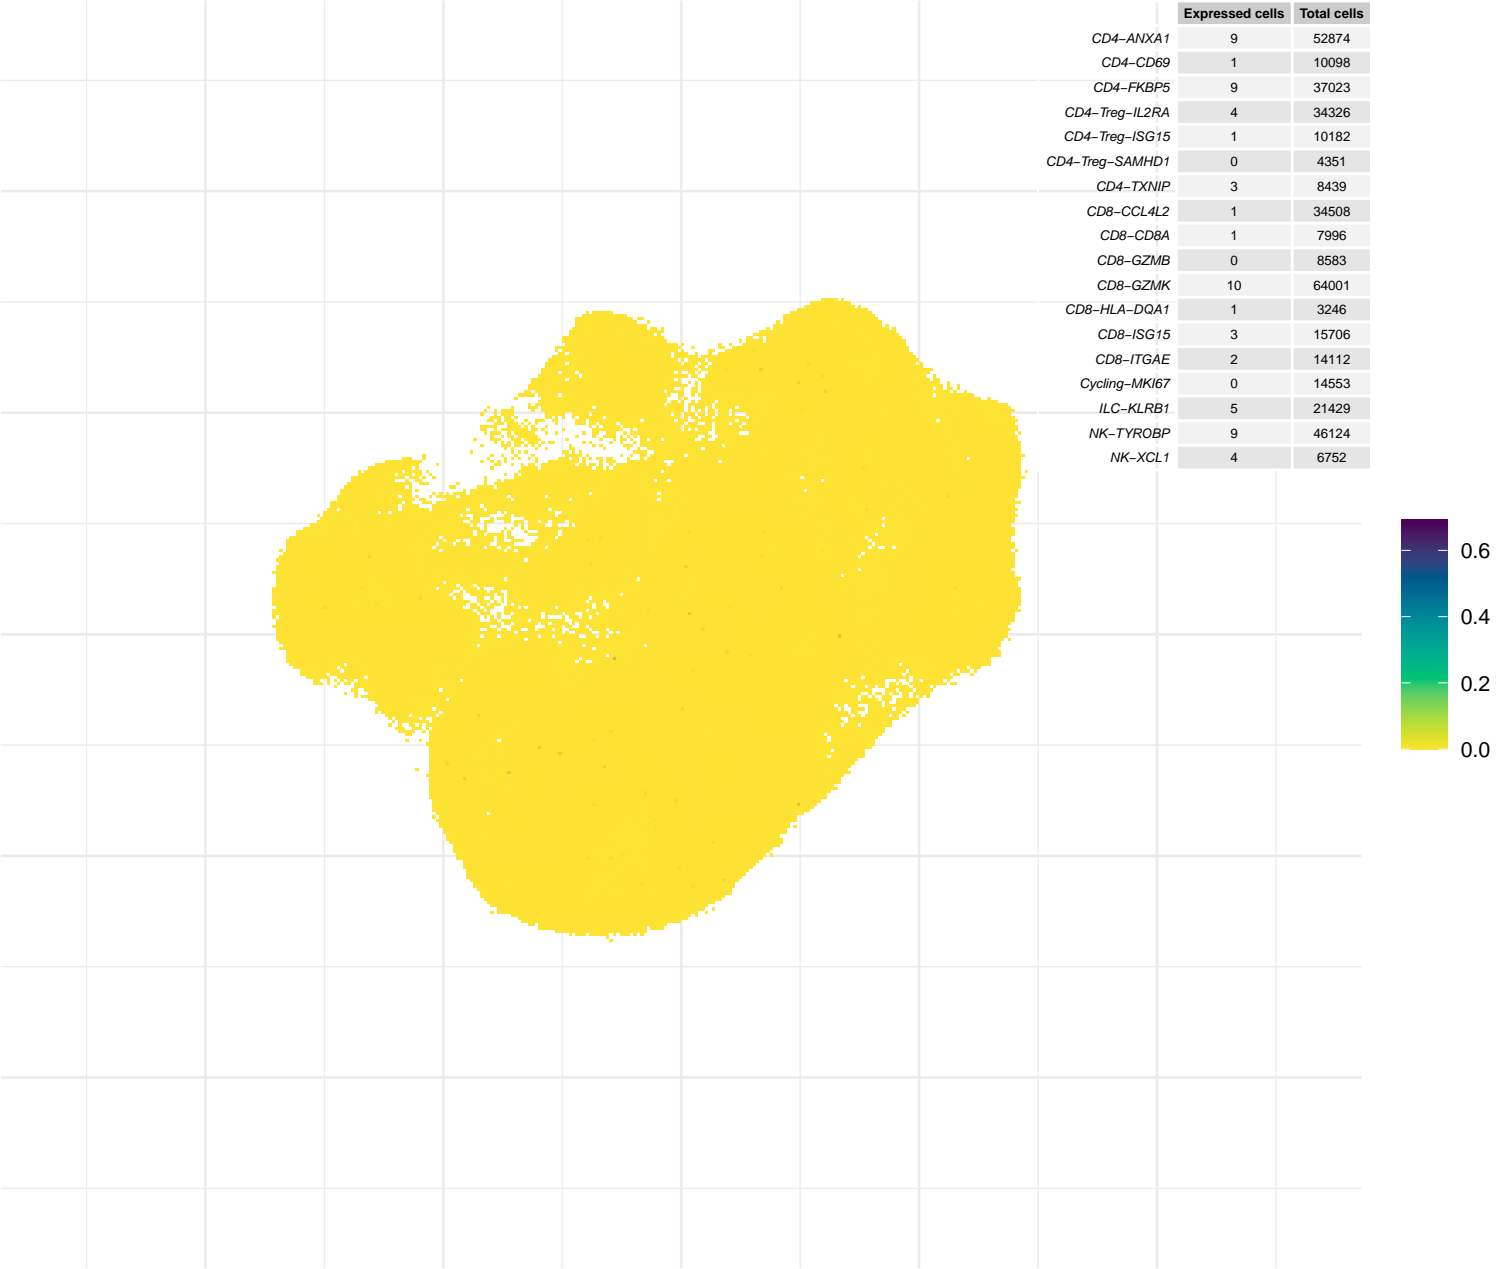 Expressed cells Total cells
CD4−ANXA1 9 52874
CD4−CD69 1 10098
CD4−FKBP5 9 37023
CD4−Treg−IL2RA 4 34326
CD4−Treg−ISG15 1 10182
CD4−Treg−SAMHD1 0 4351
CD4−TXNIP 3 8439
CD8−CCL4L2 1 34508
CD8−CD8A 1 7996
CD8−GZMB 0 8583
CD8−GZMK 10 64001
CD8−HLA−DQA1 1 3246
CD8−ISG15 3 15706
CD8−ITGAE 2 14112
Cycling−MKI67 0 14553
ILC−KLRB1 5 21429
NK−TYROBP 9 46124
NK−XCL1 4 6752
0.6
0.4
0.2
0.0